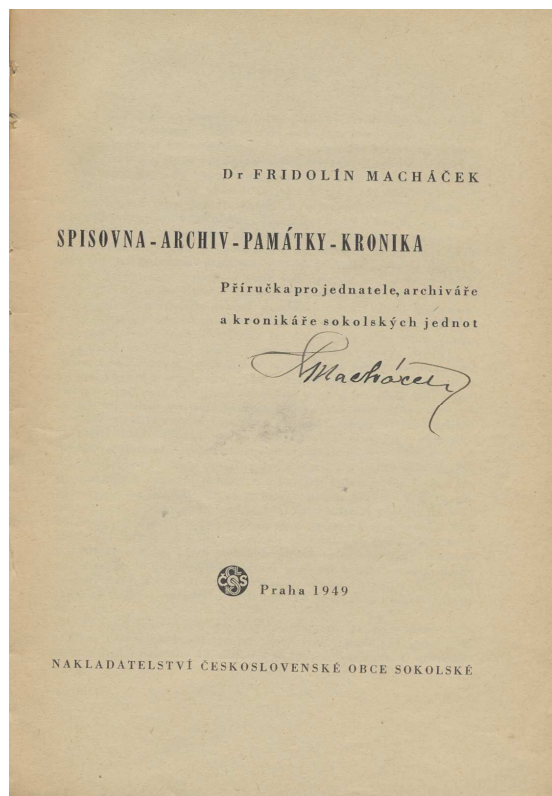 Dr FRIDOLÍN MACHÁČEK
SPISOVNA - ARCHIV - PAMÁTKY - KRONIKA
Příručka pro jednatele, archiváře
a kronikáře sokolských jednot
Macháček
Praha 1949
NAKLADATELSTVÍ ČESKOSLOVENSKÉ OBCE SOKOLSKÉ